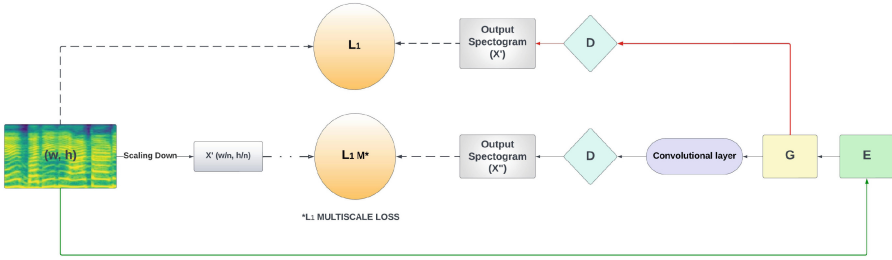 L1
Output
Spectogram
(X')
D
(w, h)
Scaling Down
X' (w/n, h/n)
L1 M*
Output
Spectogram
(X'')
D
Convolutional layer
G
E
*L1 MULTISCALE LOSS